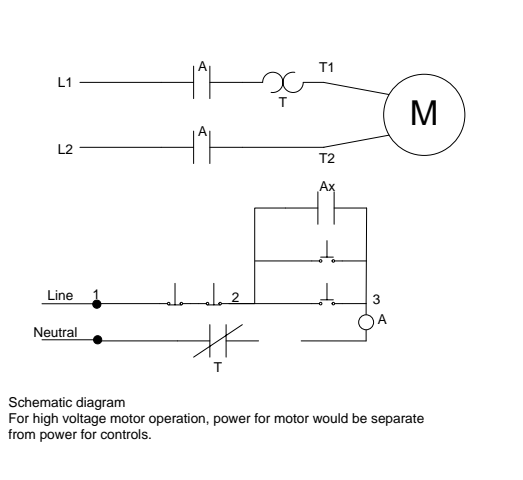 L1
A
T
T1
M
L2
A
T2
Ax
Line
1
2
3
A
Neutral
T
Schematic diagram
For high voltage motor operation, power for motor would be separate
from power for controls.